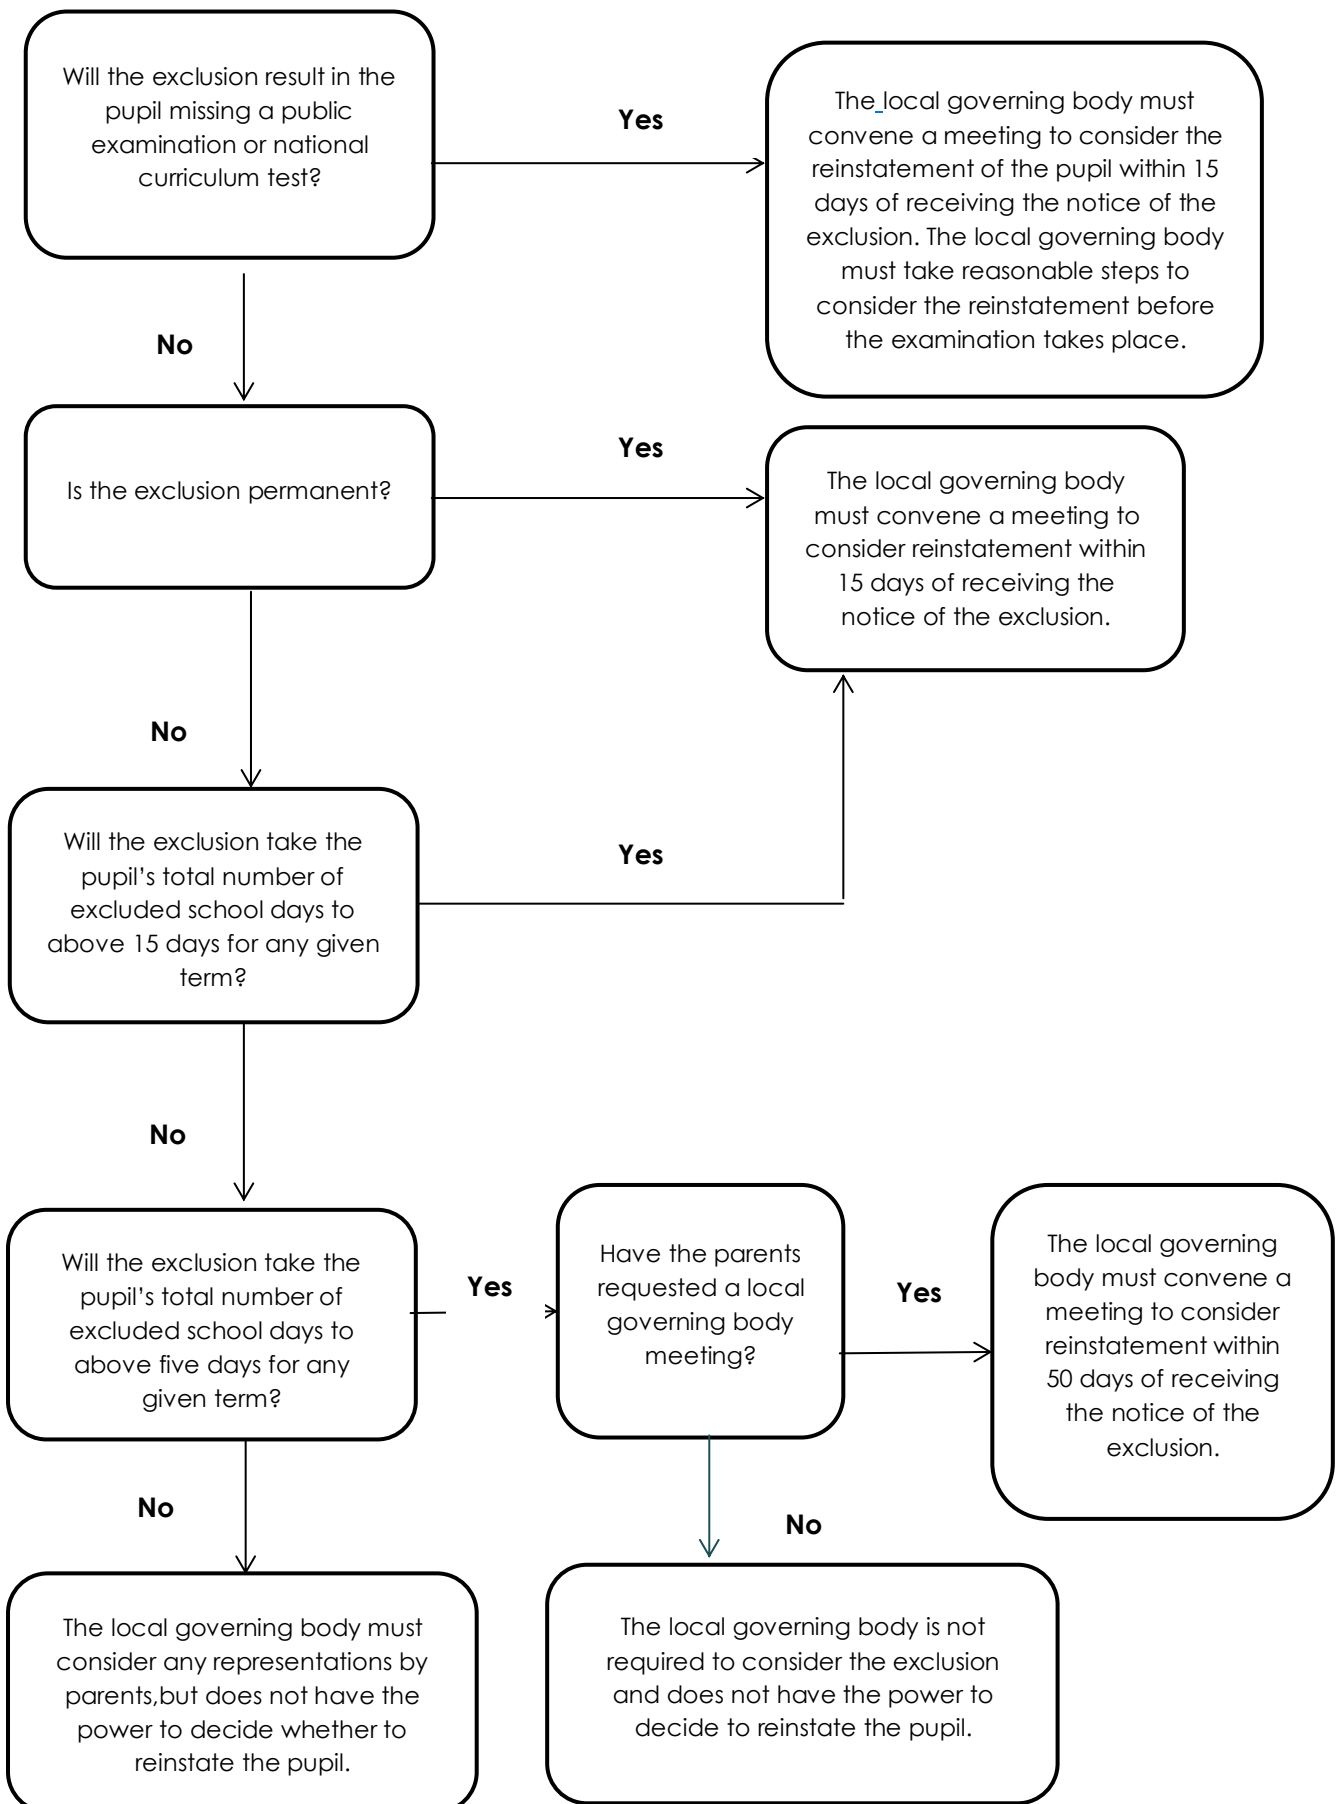 Will the exclusion result in the
pupil missing a public
examination or national
curriculum test?
Yes
The local governing body must
convene a meeting to consider the
reinstatement of the pupil within 15
days of receiving the notice of the
exclusion. The local governing body
must take reasonable steps to
consider the reinstatement before
the examination takes place.
No
Is the exclusion permanent?
Yes
The local governing body
must convene a meeting to
consider reinstatement within
15 days of receiving the
notice of the exclusion.
No
Will the exclusion take the
pupil's total number of
excluded school days to
above 15 days for any given
term?
Yes
No
Will the exclusion take the
pupil's total number of
excluded school days to
above five days for any
given term?
Yes
Have the parents
requested a local
governing body
meeting?
Yes
The local governing
body must convene a
meeting to consider
reinstatement within
50 days of receiving
the notice of the
exclusion.
No
No
The local governing body must
consider any representations by
parents,but does not have the
power to decide whether to
reinstate the pupil.
The local governing body is not
required to consider the exclusion
and does not have the power to
decide to reinstate the pupil.